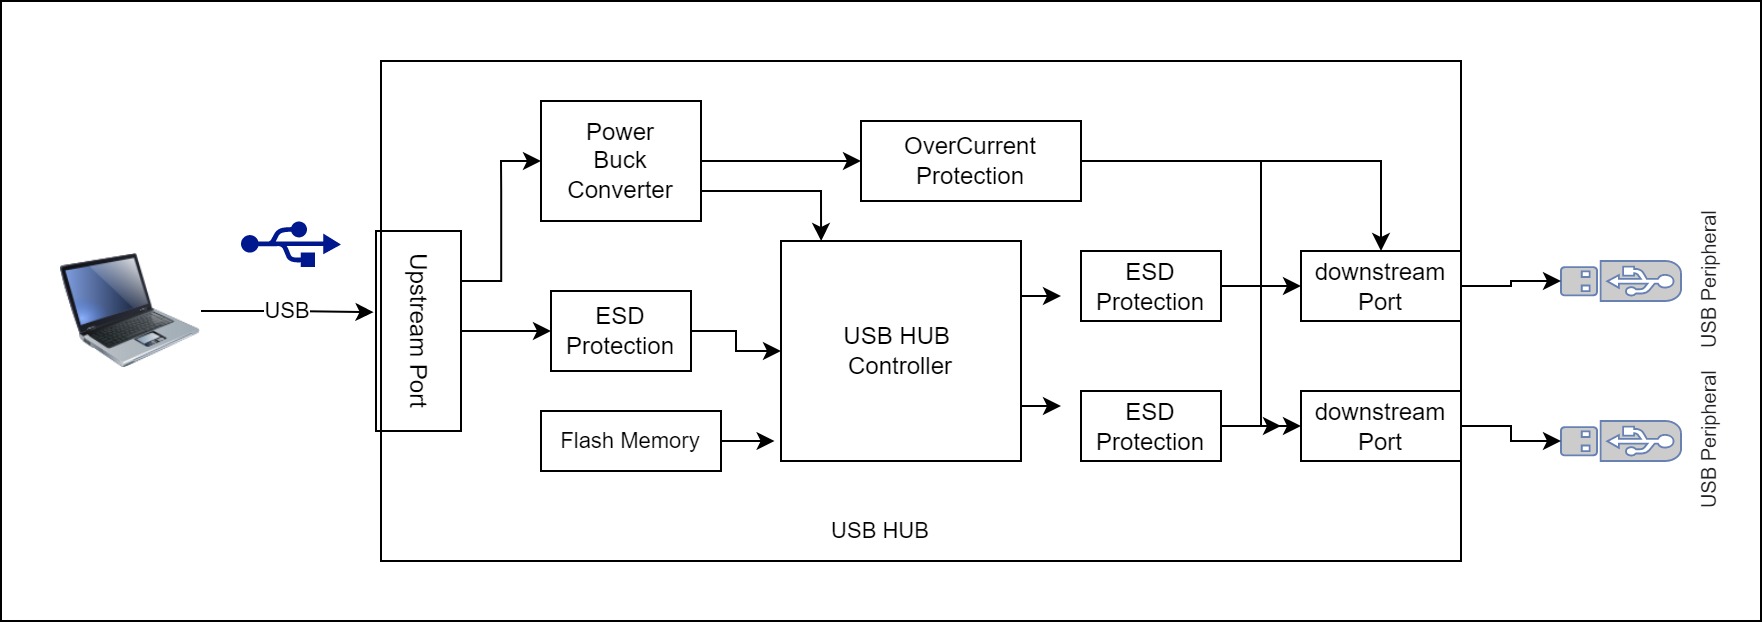 Power
Buck
Converter
OverCurrent
Protection
USB
Upstream Port
ESD
Protection
Flash Memory
USB HUB
Controller
ESD
Protection
downstream
Port
USB Peripheral
ESD
Protection
downstream
Port
USB Peripheral
USB HUB